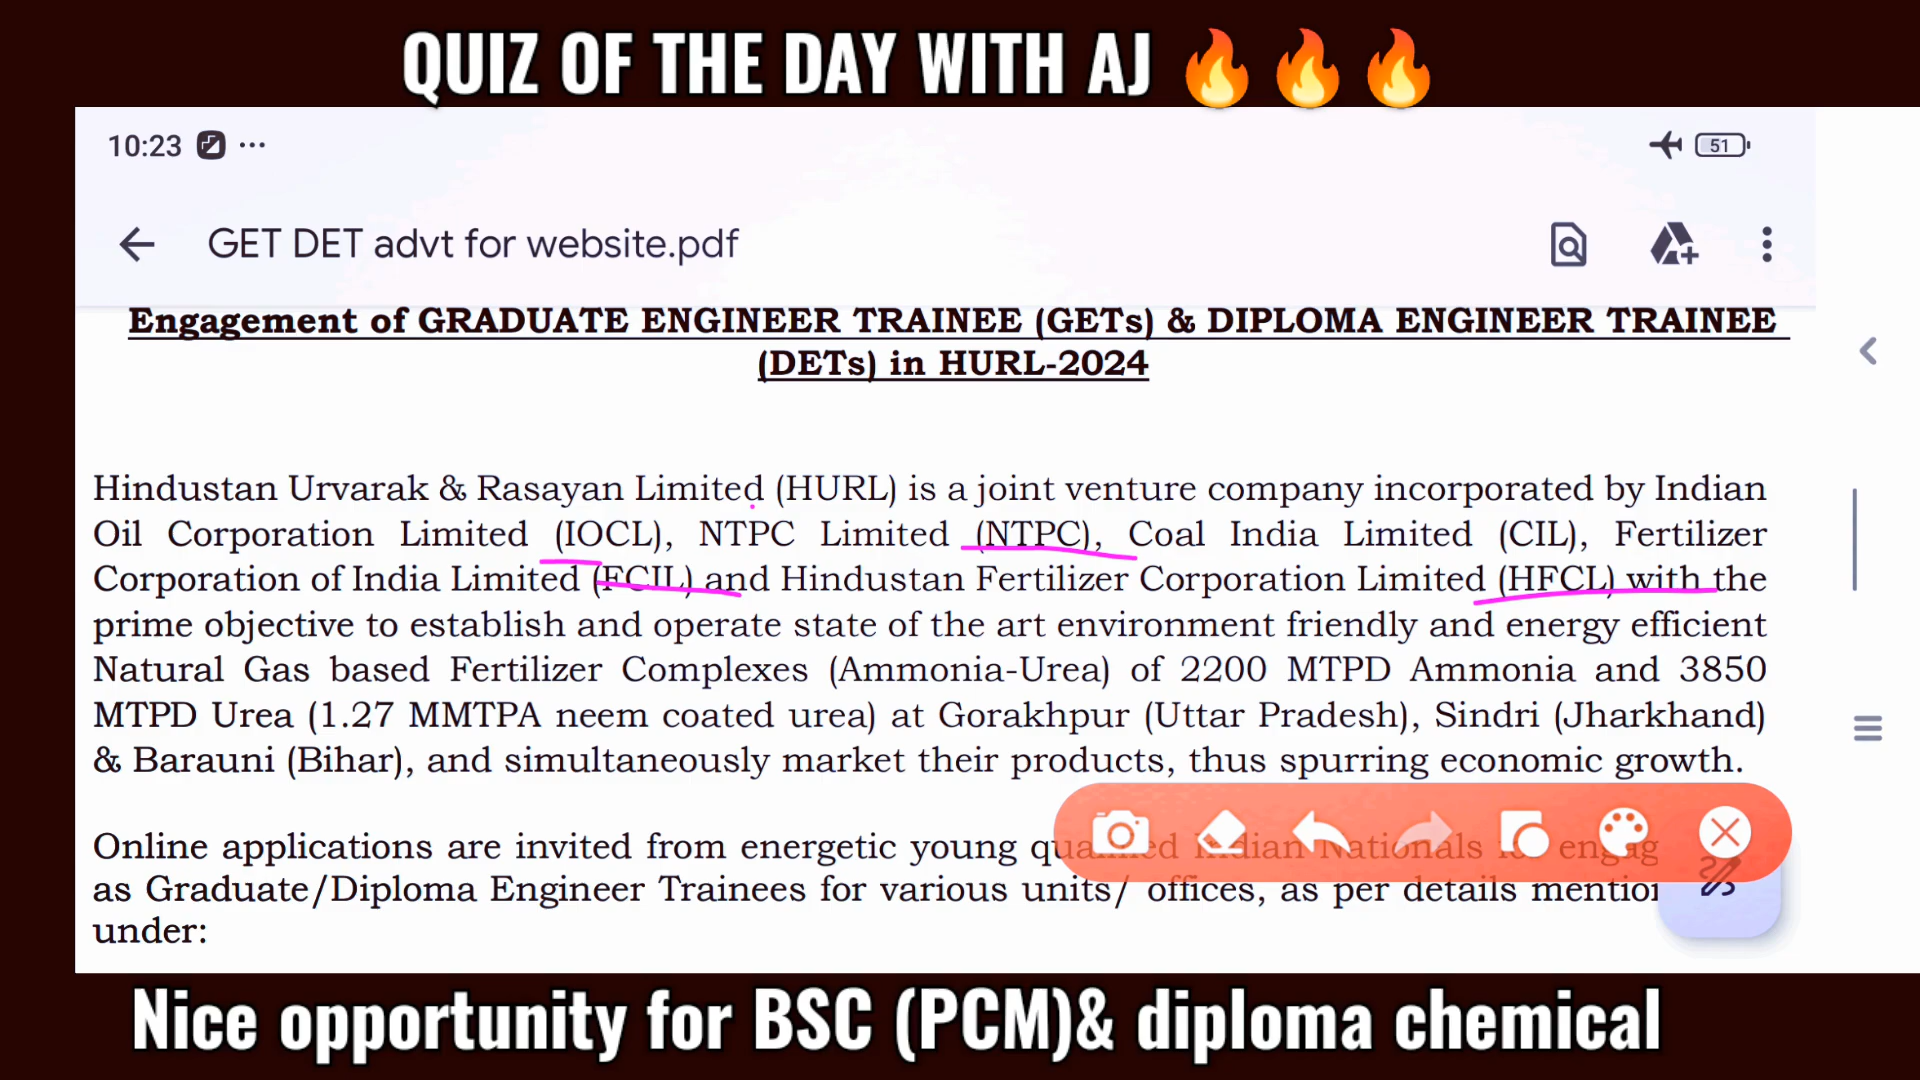 QUIZ OF THE DAY WITH AJ 🔥🔥🔥
10:23 ...
51
GET DET advt for website.pdf
Engagement of GRADUATE ENGINEER TRAINEE (GETs) & DIPLOMA ENGINEER TRAINEE
(DETs) in HURL-2024
Hindustan Urvarak & Rasayan Limited (HURL) is a joint venture company incorporated by Indian
Oil Corporation Limited (IOCL), NTPC Limited (NTPC), Coal India Limited (CIL), Fertilizer
Corporation of India Limited (FCIL) and Hindustan Fertilizer Corporation Limited (HFCL) with the
prime objective to establish and operate state of the art environment friendly and energy efficient
Natural Gas based Fertilizer Complexes (Ammonia-Urea) of 2200 MTPD Ammonia and 3850
MTPD Urea (1.27 MMTPA neem coated urea) at Gorakhpur (Uttar Pradesh), Sindri (Jharkhand)
& Barauni (Bihar), and simultaneously market their products, thus spurring economic growth.
Online applications are invited from energetic young qualified Indian Nationals
as Graduate/Diploma Engineer Trainees for various units/ offices, as per details
under:
Nice opportunity for BSC (PCM)& diploma chemical